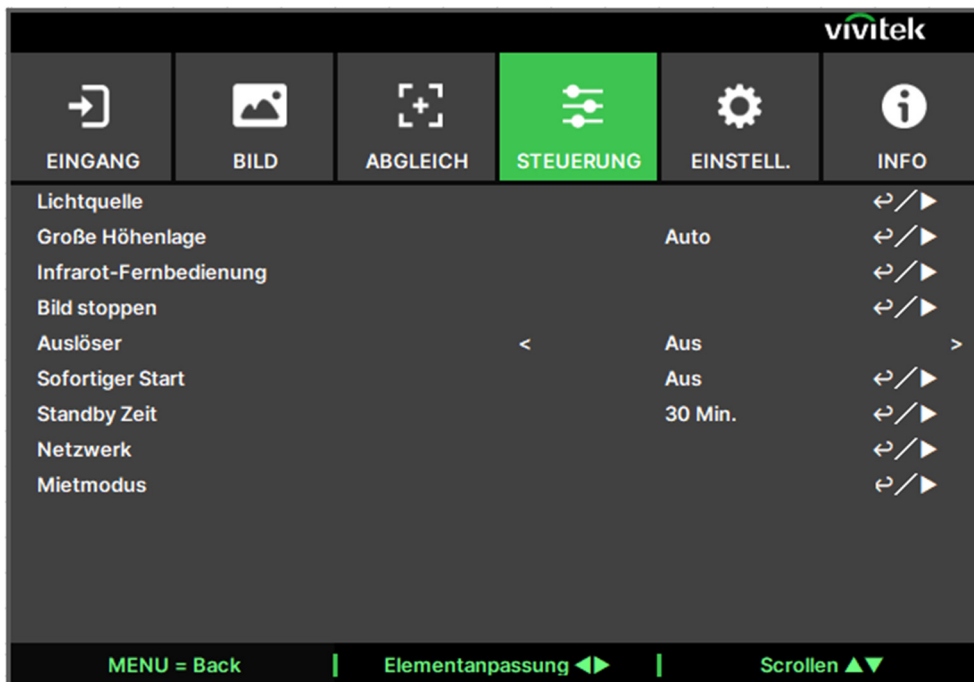 vivitek
EINGANG BILD ABGLEICH STEUERUNG EINSTELL. INFO
Lichtquelle ↩/▶
Große Höhenlage Auto ↩/▶
Infrarot-Fernbedienung ↩/▶
Bild stoppen ↩/▶
Auslöser < Aus >
Sofortiger Start Aus ↩/▶
Standby Zeit 30 Min. ↩/▶
Netzwerk ↩/▶
Mietmodus ↩/▶
MENU = Back | Elementanpassung ◀▶ | Scrollen ▲▼